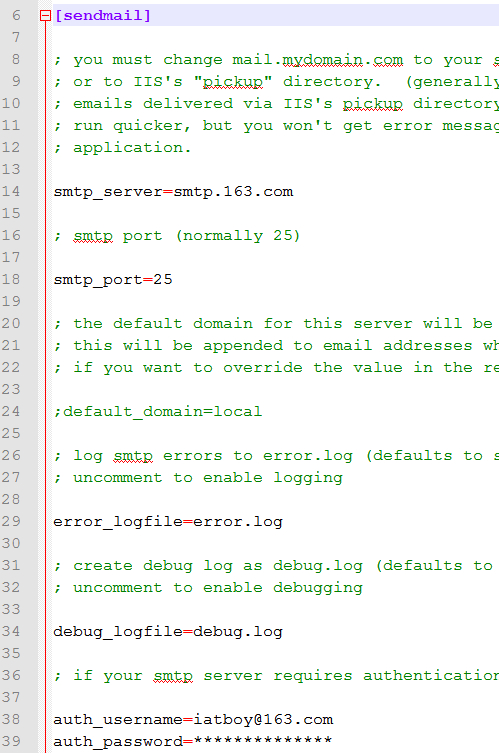 6 [sendmail]
7
8 ; you must change mail.mydomain.com to your
9 ; or to IIS's "pickup" directory. (generally
10 ; emails delivered via IIS's pickup directory
11 ; run quicker, but you won't get error
12 ; application.
13
14 smtp_server=smtp.163.com
15
16 ; smtp port (normally 25)
17
18 smtp_port=25
19
20 ; the default domain for this server will be
21 ; this will be appended to email addresses
22 ; if you want to override the value in the
23
24 ;default_domain=local
25
26 ; log smtp errors to error.log (defaults to
27 ; uncomment to enable logging
28
29 error_logfile=error.log
30
31 ; create debug log as debug.log (defaults to
32 ; uncomment to enable debugging
33
34 debug_logfile=debug.log
35
36 ; if your smtp server requires authentication
37
38 auth_username=iatboy@163.com
39 auth_password=**************